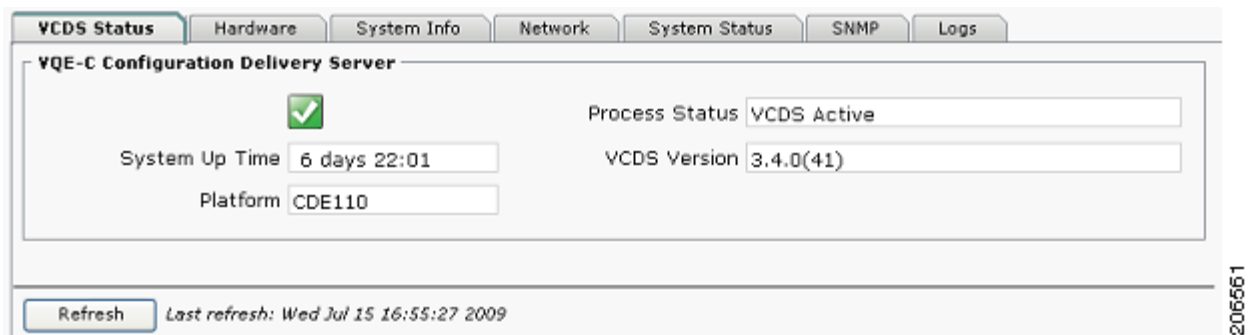 VCDS Status Hardware System Info Network System Status SNMP Logs
VQE-C Configuration Delivery Server
Process Status VCDS Active
System Up Time 6 days 22:01 VCDS Version 3.4.0(41)
Platform CDE110
Refresh Last refresh: Wed Jul 15 16:55:27 2009
206561